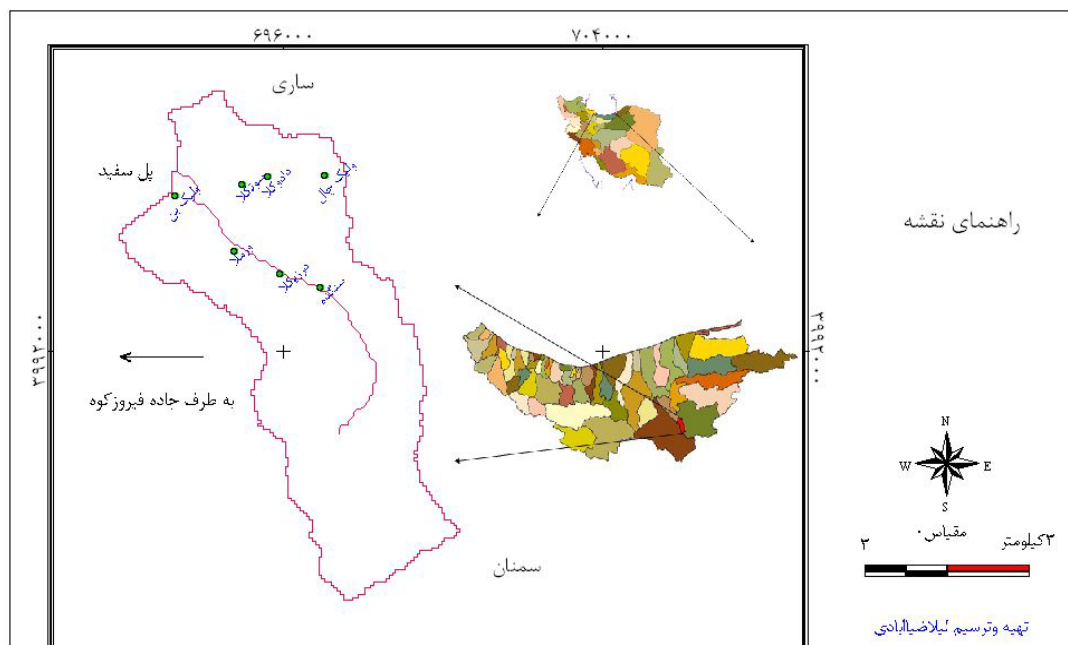 ۶۹۶۰۰۰
۷۰۴۰۰۰
ساری
پل سفید
راهنمای نقشه
۳۹۹۲۰۰۰
۳۹۹۲۰۰۰
به طرف جاده فیروزکوه
سمنان
N
W E
S
مقیاس۰
۳ ۳کیلومتر
تهیه وترسیم لیلاضیاآبادی